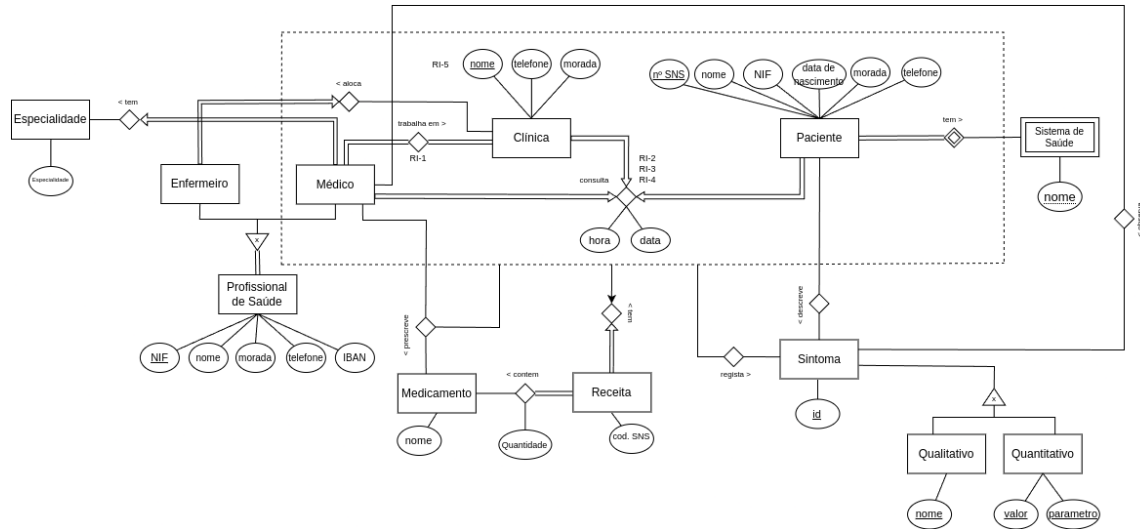 RI-5
nome
telefone
morada
nº SNS
nome
NIF
data de
nascimento
morada
telefone
< aloca
< tem
Especialidade
trabalha em >
RI-1
Clínica
Paciente
tem >
Sistema de
Saúde
Especialidade
Enfermeiro
Médico
consulta
RI-2
RI-3
RI-4
nome
hora
data
< observa
x
Profissional
de Saúde
NIF
nome
morada
telefone
IBAN
< prescreve
tem >
< descreve
< contem
regista >
Sintoma
Medicamento
Receita
nome
Quantidade
cod. SNS
id
x
Qualitativo
Quantitativo
nome
valor
parametro